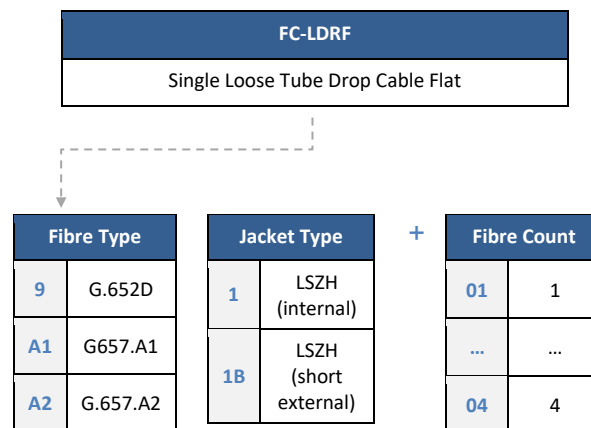 FC-LDRF
Single Loose Tube Drop Cable Flat
Fibre Type
9 G.652D
A1 G657.A1
A2 G.657.A2
Jacket Type
1 LSZH
(internal)
1B LSZH
(short
external)
+
Fibre Count
01 1
... ...
04 4